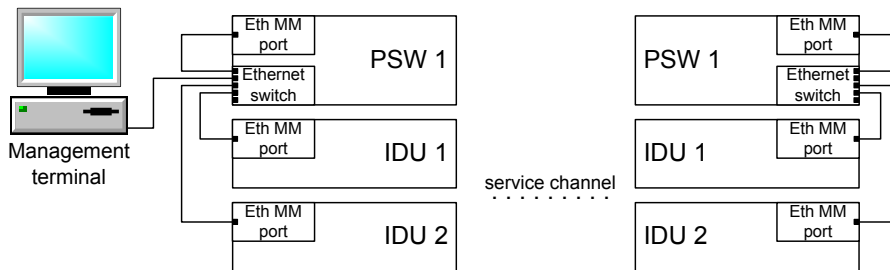 Management
terminal
Eth MM
port
PSW 1
Ethernet
switch
Eth MM
port
IDU 1
Eth MM
port
IDU 2
service channel
PSW 1
Eth MM
port
Ethernet
switch
IDU 1
Eth MM
port
IDU 2
Eth MM
port